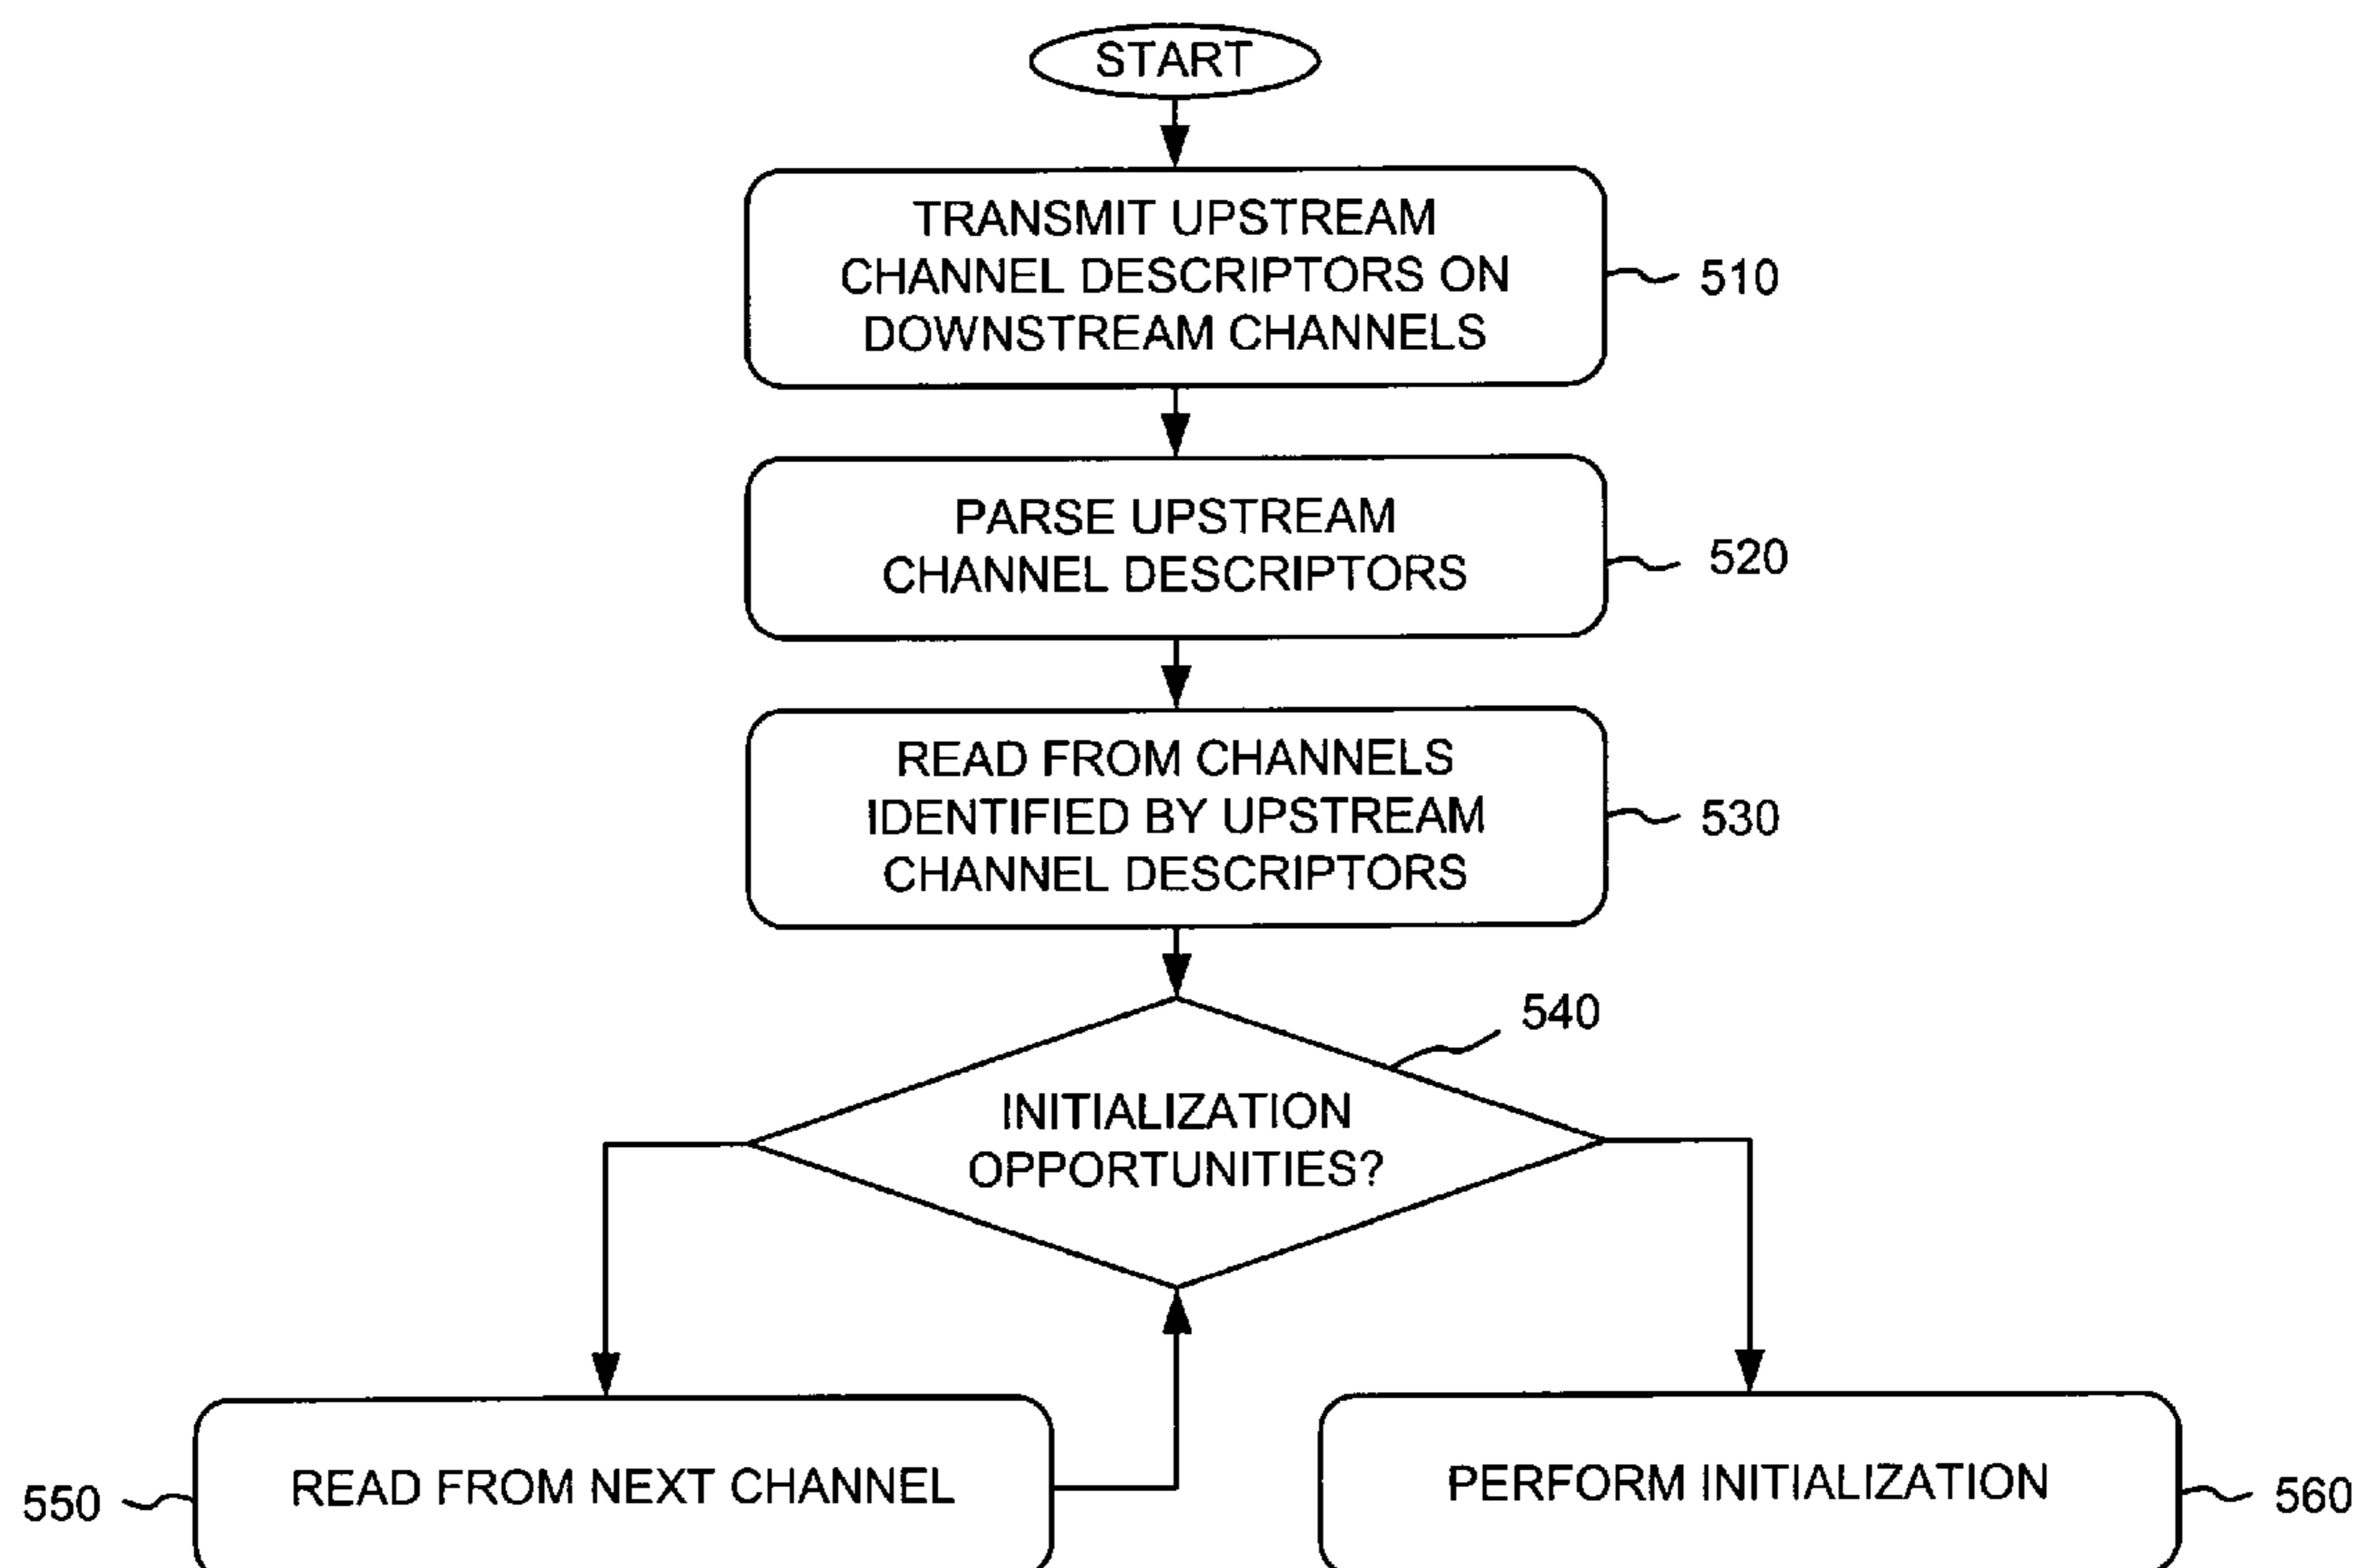 START
TRANSMIT UPSTREAM
CHANNEL DESCRIPTORS ON
DOWNSTREAM CHANNELS
510
PARSE UPSTREAM
CHANNEL DESCRIPTORS
520
READ FROM CHANNELS
IDENTIFIED BY UPSTREAM
CHANNEL DESCRIPTORS
530
540
INITIALIZATION
OPPORTUNITIES?
550
READ FROM NEXT CHANNEL
PERFORM INITIALIZATION
560